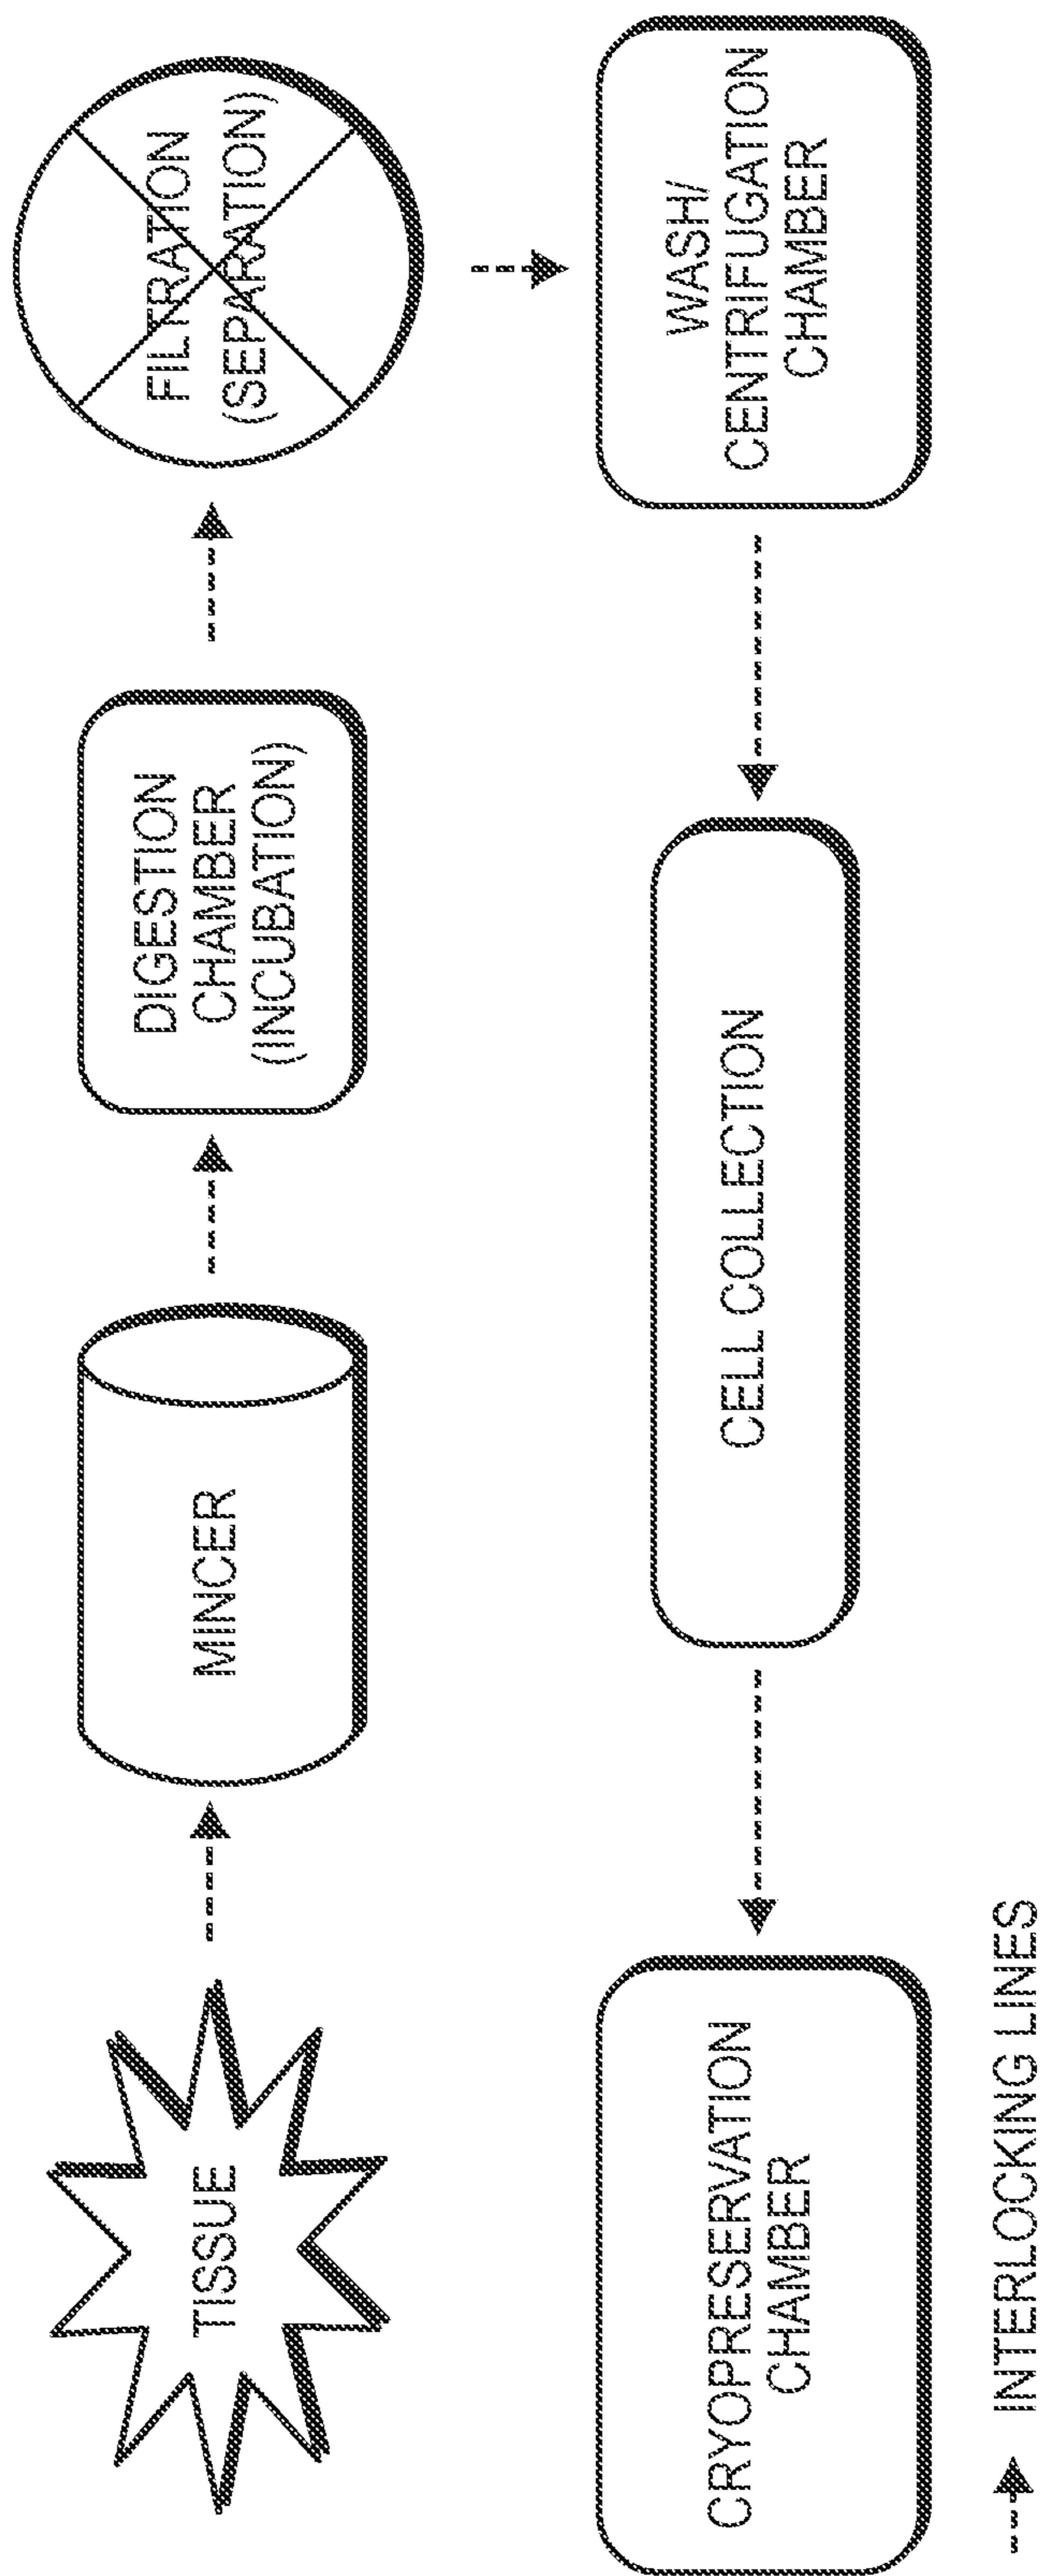 TISSUE
MINCER
DIGESTION
CHAMBER
(INCUBATION)
FILTRATION
(SEPARATION)
WASH/
CENTRIFUGATION
CHAMBER
CELL COLLECTION
CRYOPRESERVATION
CHAMBER
INTERLOCKING LINES